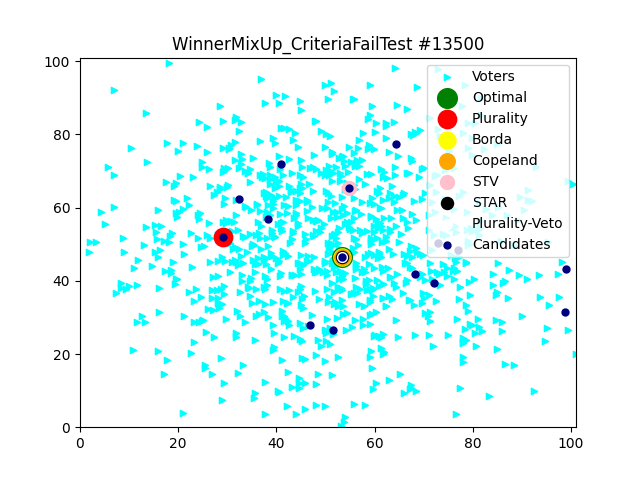 WinnerMixUp_CriteriaFailTest #13500
Voters
Optimal
Plurality
Borda
Copeland
STV
STAR
Plurality-Veto
Candidates
100
80
60
40
20
0
0
20
40
60
80
100